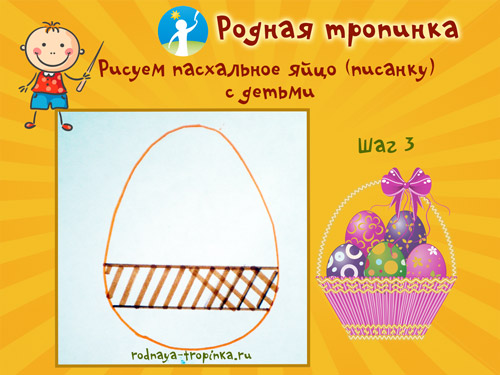 Родная тропинка
Рисуем пасхальное яйцо (писанку)
с детьми
Шаг 3
rodnaya-tropinka.ru